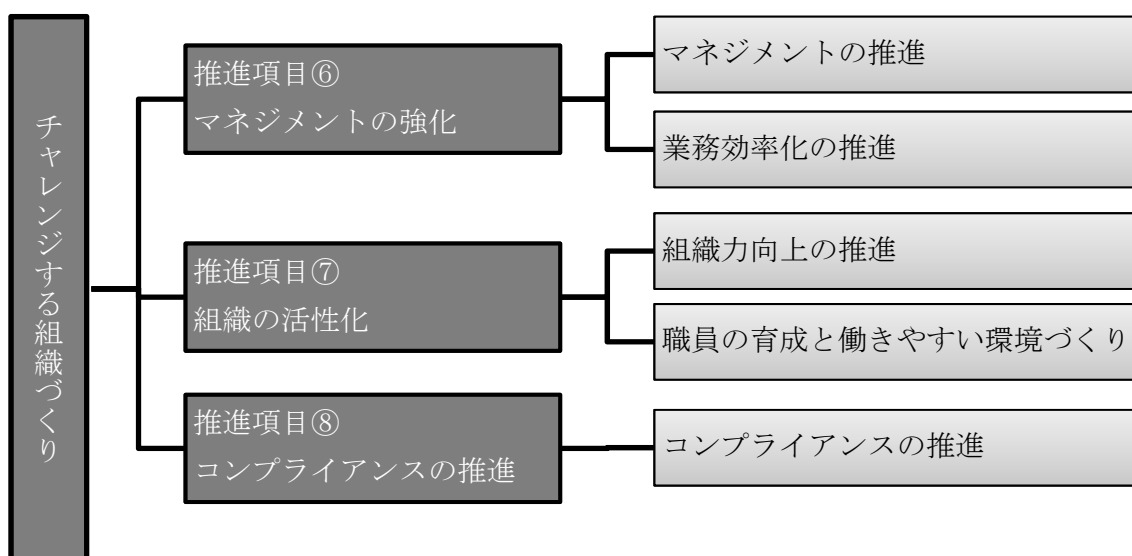 チャレンジする組織づくり
推進項目⑥
マネジメントの強化
マネジメントの推進
業務効率化の推進
推進項目⑦
組織の活性化
組織力向上の推進
職員の育成と働きやすい環境づくり
推進項目⑧
コンプライアンスの推進
コンプライアンスの推進